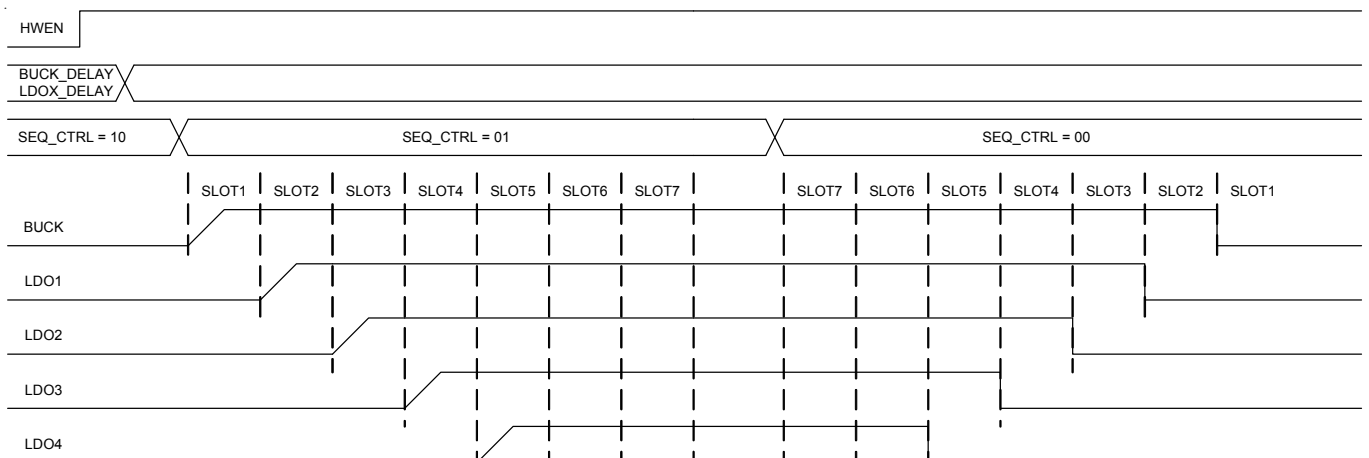 HWEN
BUCK_DELAY
LDOX_DELAY
SEQ_CTRL = 10 SEQ_CTRL = 01 SEQ_CTRL = 00
SLOT1 SLOT2 SLOT3 SLOT4 SLOT5 SLOT6 SLOT7 SLOT7 SLOT6 SLOT5 SLOT4 SLOT3 SLOT2 SLOT1
BUCK
LDO1
LDO2
LDO3
LDO4